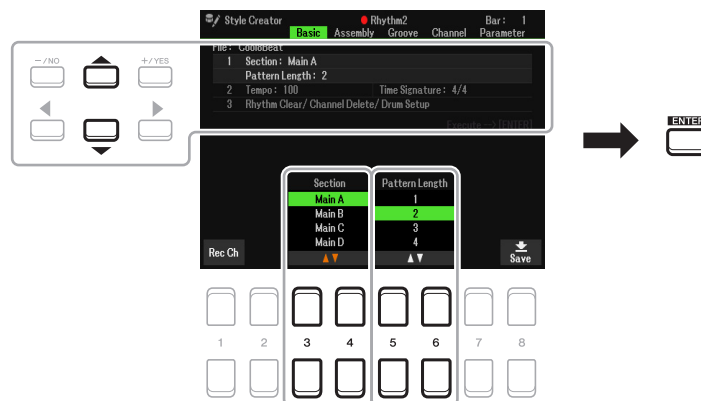 Style Creator Rhythm2 Bar: 1
Basic Assembly Groove Channel Parameter
File: CooloBeat
1 Section: Main A
Pattern Length: 2
2 Tempo: 100 Time Signature: 4/4
3 Rhythm Clear/ Channel Delete/ Drum Setup
Execute --> [ENTER]
-/NO +/YES
ENTER
Section Pattern Length
Main A 1
Main B 2
Main C 3
Main D 4
Rec Ch Save
1 2 3 4 5 6 7 8